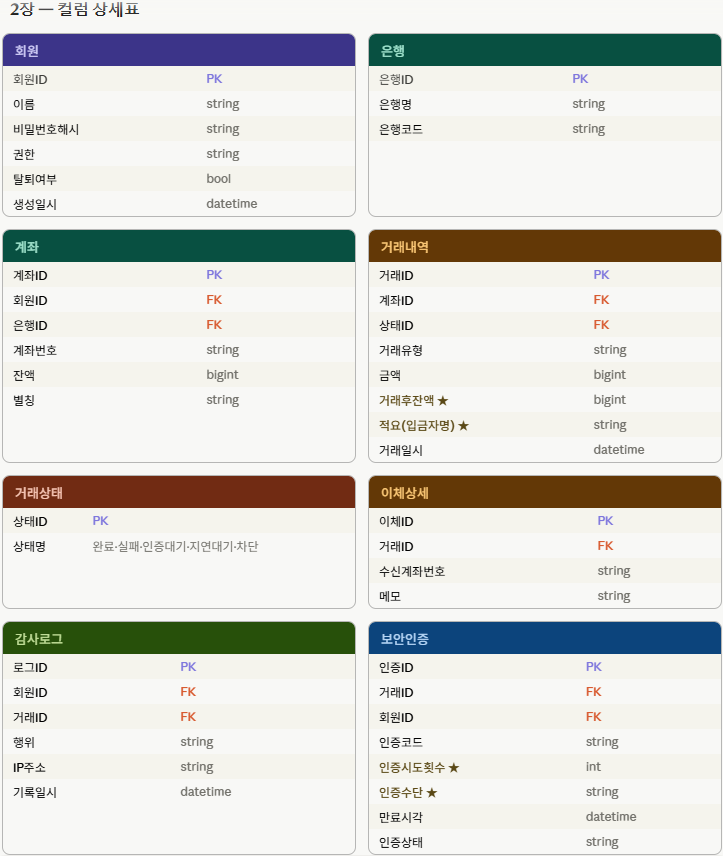 2장 — 컬럼 상세표
회원
회원ID PK
이름 string
비밀번호해시 string
권한 string
탈퇴여부 bool
생성일시 datetime
은행
은행ID PK
은행명 string
은행코드 string
계좌
계좌ID PK
회원ID FK
은행ID FK
계좌번호 string
잔액 bigint
별칭 string
거래내역
거래ID PK
계좌ID FK
상태ID FK
거래유형 string
금액 bigint
거래후잔액 ★ bigint
적요(입금자명) ★ string
거래일시 datetime
거래상태
상태ID PK
상태명 완료·실패·인증대기·지연대기·차단
이체상세
이체ID PK
거래ID FK
수신계좌번호 string
메모 string
감사로그
로그ID PK
회원ID FK
거래ID FK
행위 string
IP주소 string
기록일시 datetime
보안인증
인증ID PK
거래ID FK
회원ID FK
인증코드 string
인증시도횟수 ★ int
인증수단 ★ string
만료시각 datetime
인증상태 string